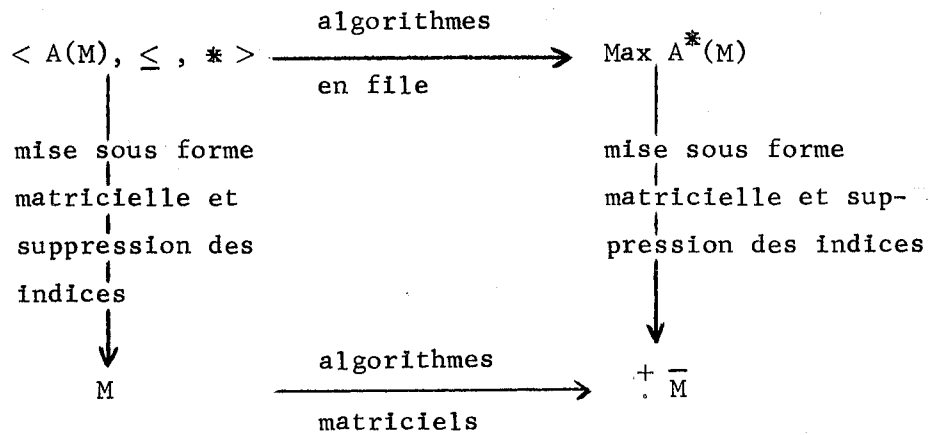 algorithmes
< A(M), ≤ , * > Max A*(M)
en file
mise sous forme mise sous forme
matricielle et matricielle et sup-
suppression des pression des indices
indices
algorithmes
M + M̅
matriciels